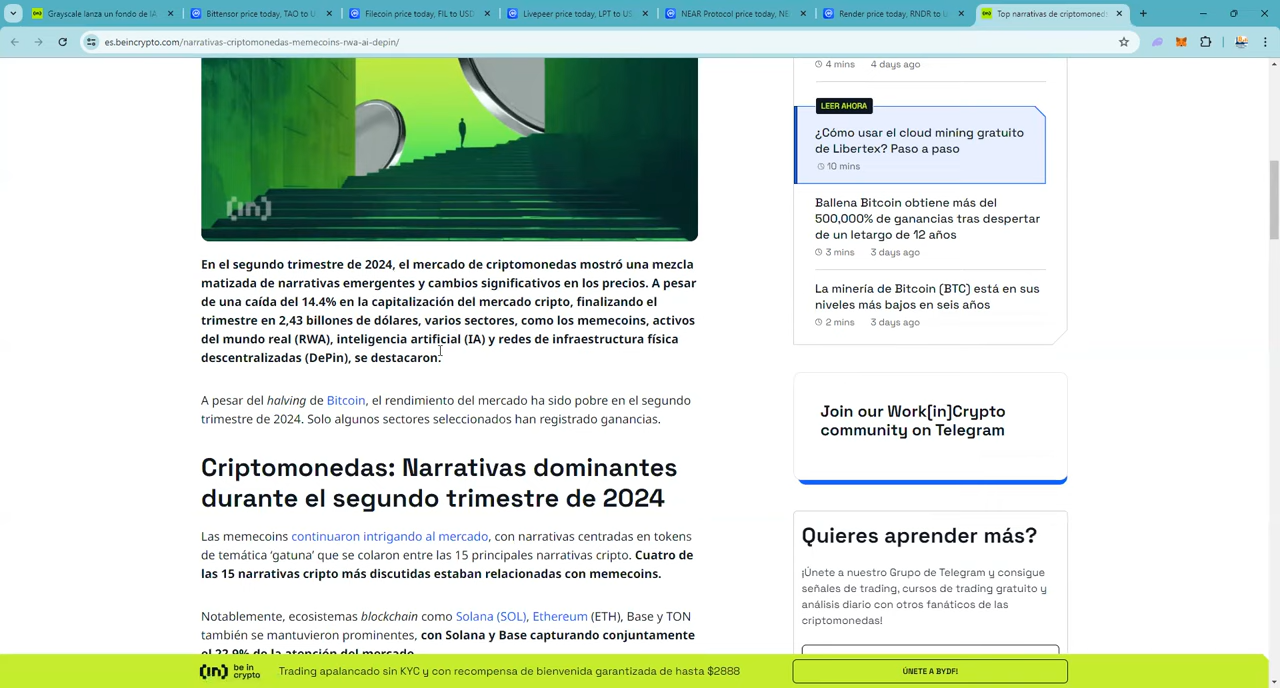 Grayscale lanza un fondo de IA
Bittensor price today, TAO to U
Filecoin price today, FIL to USD
Livepeer price today, LPT to US
NEAR Protocol price today, NE
Render price today, RNDR to U
Top narrativas de criptomoned
es.beincrypto.com/narrativas-criptomonedas-memecoins-rwa-ai-depin/
(in)
En el segundo trimestre de 2024, el mercado de criptomonedas mostró una mezcla
matizada de narrativas emergentes y cambios significativos en los precios. A pesar
de una caída del 14.4% en la capitalización del mercado cripto, finalizando el
trimestre en 2,43 billones de dólares, varios sectores, como los memecoins, activos
del mundo real (RWA), inteligencia artificial (IA) y redes de infraestructura física
descentralizadas (DePin), se destacaron.
A pesar del halving de Bitcoin, el rendimiento del mercado ha sido pobre en el segundo
trimestre de 2024. Solo algunos sectores seleccionados han registrado ganancias.
Criptomonedas: Narrativas dominantes
durante el segundo trimestre de 2024
Las memecoins continuaron intrigando al mercado, con narrativas centradas en tokens
de temática ‘gatuna’ que se colaron entre las 15 principales narrativas cripto. Cuatro de
las 15 narrativas cripto más discutidas estaban relacionadas con memecoins.
Notablemente, ecosistemas blockchain como Solana (SOL), Ethereum (ETH), Base y TON
también se mantuvieron prominentes, con Solana y Base capturando conjuntamente
el 22.9% de la atención del mercado.
4 mins 4 days ago
LEER AHORA
¿Cómo usar el cloud mining gratuito
de Libertex? Paso a paso
10 mins
Ballena Bitcoin obtiene más del
500,000% de ganancias tras despertar
de un letargo de 12 años
3 mins 3 days ago
La minería de Bitcoin (BTC) está en sus
niveles más bajos en seis años
2 mins 3 days ago
Join our Work[in]Crypto
community on Telegram
Quieres aprender más?
¡Únete a nuestro Grupo de Telegram y consigue
señales de trading, cursos de trading gratuito y
análisis diario con otros fanáticos de las
criptomonedas!
(in) be in
crypto
Trading apalancado sin KYC y con recompensa de bienvenida garantizada de hasta $2888
ÚNETE A BYDFI